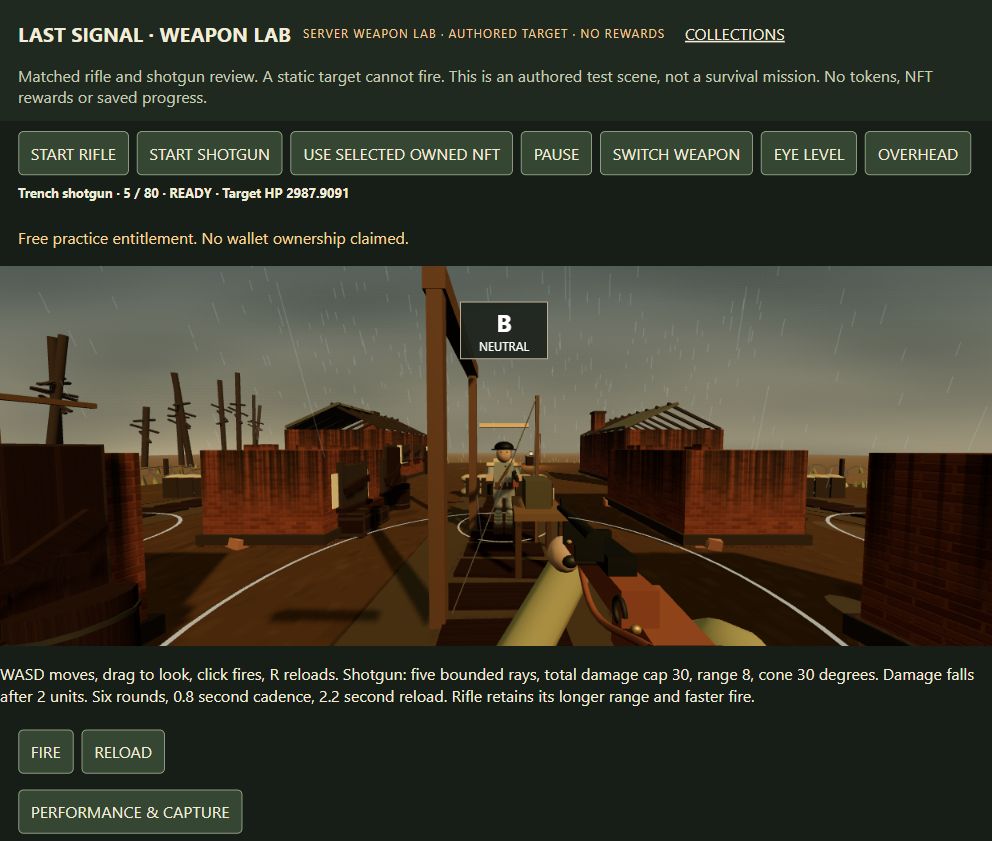 LAST SIGNAL · WEAPON LAB SERVER WEAPON LAB · AUTHORED TARGET · NO REWARDS COLLECTIONS
Matched rifle and shotgun review. A static target cannot fire. This is an authored test scene, not a survival mission. No tokens, NFT
rewards or saved progress.
START RIFLE START SHOTGUN USE SELECTED OWNED NFT PAUSE SWITCH WEAPON EYE LEVEL OVERHEAD
Trench shotgun · 5 / 80 · READY · Target HP 2987.9091
Free practice entitlement. No wallet ownership claimed.
B
NEUTRAL
WASD moves, drag to look, click fires, R reloads. Shotgun: five bounded rays, total damage cap 30, range 8, cone 30 degrees. Damage falls
after 2 units. Six rounds, 0.8 second cadence, 2.2 second reload. Rifle retains its longer range and faster fire.
FIRE RELOAD
PERFORMANCE & CAPTURE